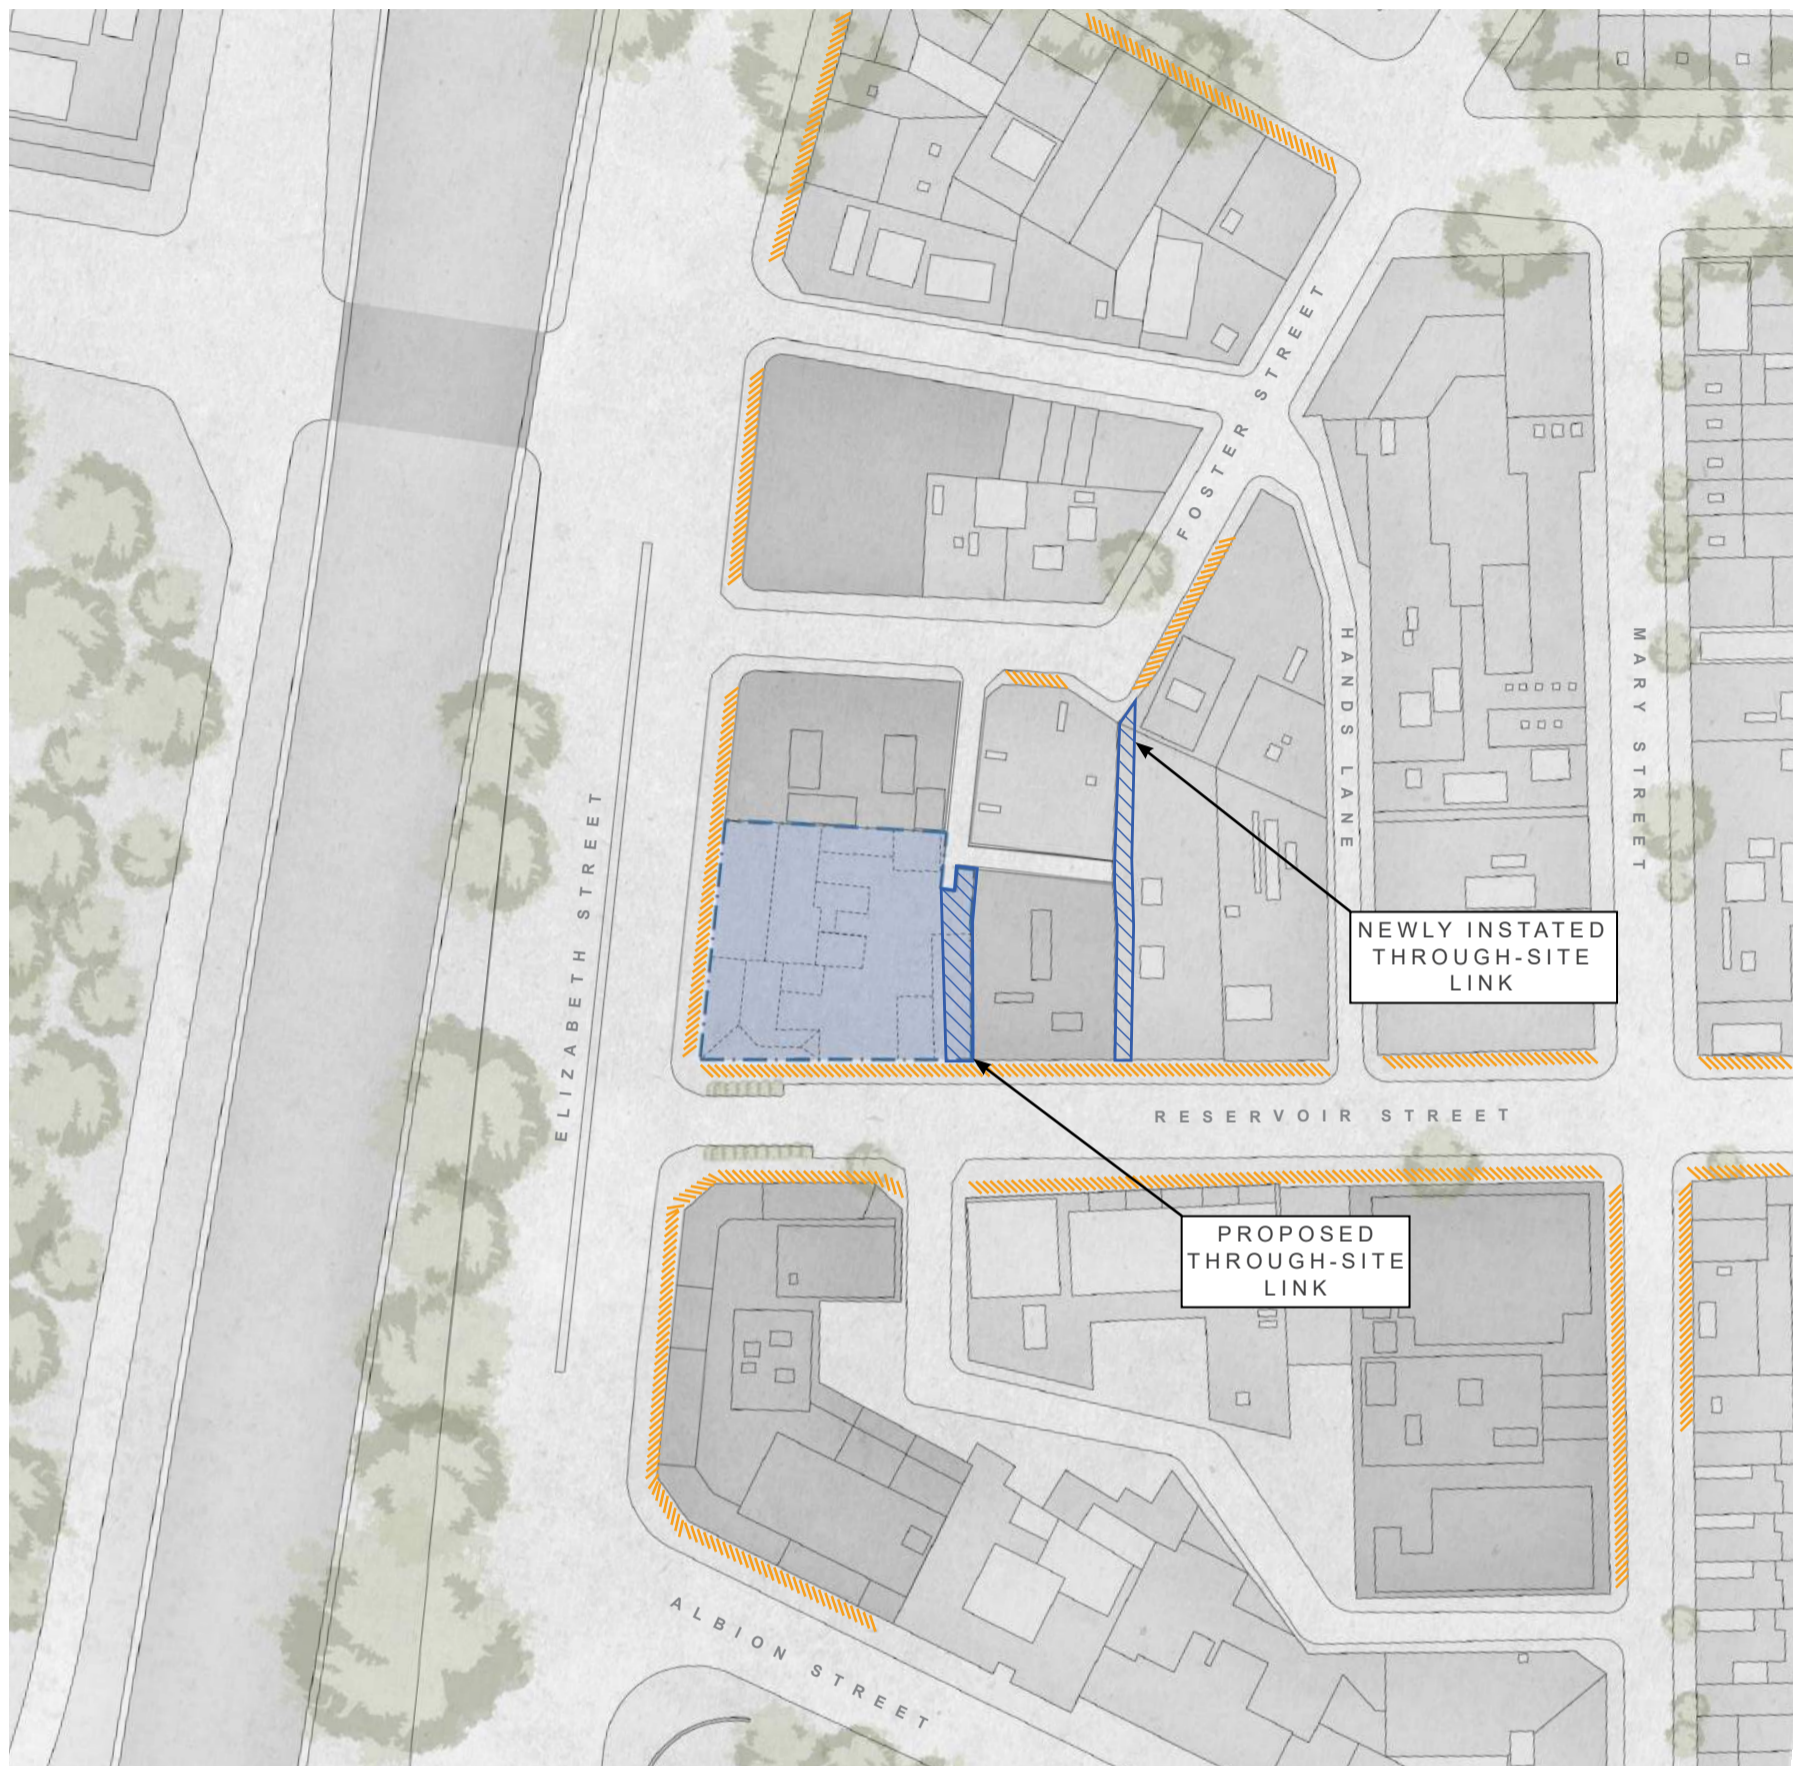 FOSTER STREET
HANDS LANE
MARY STREET
ELIZABETH STREET
NEWLY INSTATED
THROUGH-SITE
LINK
RESERVOIR STREET
PROPOSED
THROUGH-SITE
LINK
ALBION STREET